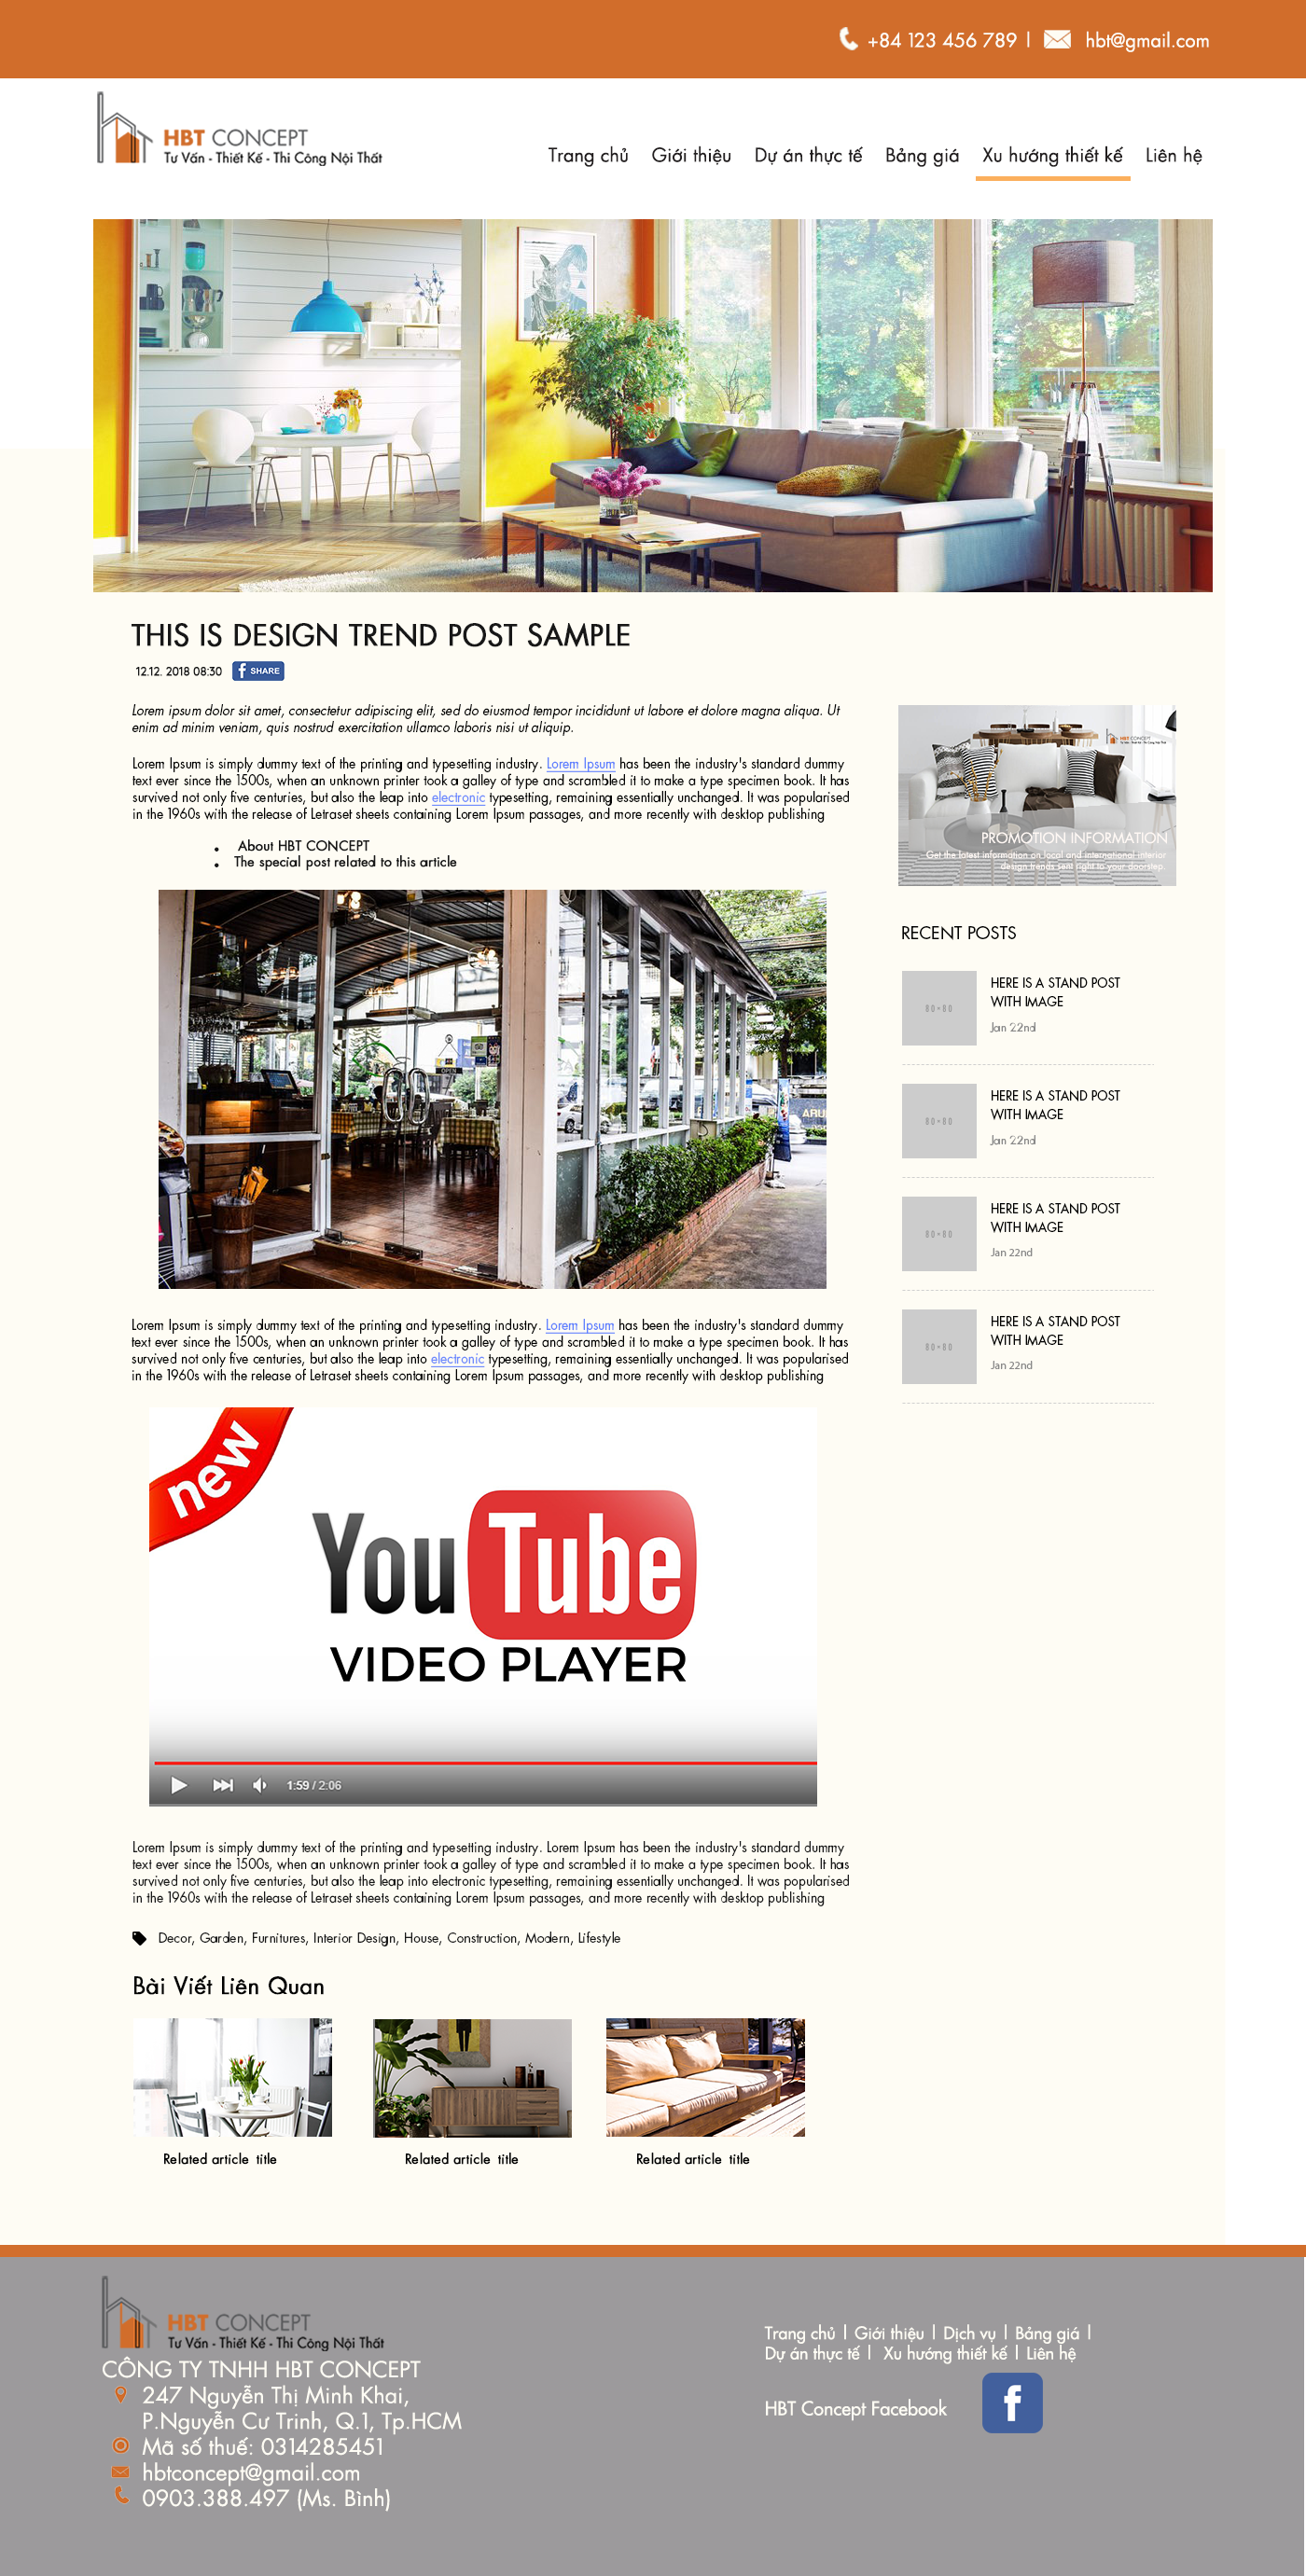 +84 123 456 789 | hbt@gmail.com
HBT CONCEPT
Tư Vấn - Thiết Kế - Thi Công Nội Thất
Trang chủ Giới thiệu Dự án thực tế Bảng giá Xu hướng thiết kế Liên hệ
THIS IS DESIGN TREND POST SAMPLE
12.12. 2018 08:30 f SHARE
Lorem ipsum dolor sit amet, consectetur adipiscing elit, sed do eiusmod tempor incididunt ut labore et dolore magna aliqua. Ut
enim ad minim veniam, quis nostrud exercitation ullamco laboris nisi ut aliquip.
Lorem Ipsum is simply dummy text of the printing and typesetting industry. Lorem Ipsum has been the industry's standard dummy
text ever since the 1500s, when an unknown printer took a galley of type and scrambled it to make a type specimen book. It has
survived not only five centuries, but also the leap into electronic typesetting, remaining essentially unchanged. It was popularised
in the 1960s with the release of Letraset sheets containing Lorem Ipsum passages, and more recently with desktop publishing
• About HBT CONCEPT
• The special post related to this article
OPEN
Lorem Ipsum is simply dummy text of the printing and typesetting industry. Lorem Ipsum has been the industry's standard dummy
text ever since the 1500s, when an unknown printer took a galley of type and scrambled it to make a type specimen book. It has
survived not only five centuries, but also the leap into electronic typesetting, remaining essentially unchanged. It was popularised
in the 1960s with the release of Letraset sheets containing Lorem Ipsum passages, and more recently with desktop publishing
new
YouTube
VIDEO PLAYER
1:59 / 2:06
Lorem Ipsum is simply dummy text of the printing and typesetting industry. Lorem Ipsum has been the industry's standard dummy
text ever since the 1500s, when an unknown printer took a galley of type and scrambled it to make a type specimen book. It has
survived not only five centuries, but also the leap into electronic typesetting, remaining essentially unchanged. It was popularised
in the 1960s with the release of Letraset sheets containing Lorem Ipsum passages, and more recently with desktop publishing
Decor, Garden, Furnitures, Interior Design, House, Construction, Modern, Lifestyle
Bài Viết Liên Quan
Related article title
Related article title
Related article title
HBT CONCEPT
PROMOTION INFORMATION
Get the latest information on local and international interior
design trends sent right to your doorstep.
RECENT POSTS
80×80
HERE IS A STAND POST
WITH IMAGE
Jan 22nd
80×80
HERE IS A STAND POST
WITH IMAGE
Jan 22nd
80×80
HERE IS A STAND POST
WITH IMAGE
Jan 22nd
80×80
HERE IS A STAND POST
WITH IMAGE
Jan 22nd
HBT CONCEPT
Tư Vấn - Thiết Kế - Thi Công Nội Thất
CÔNG TY TNHH HBT CONCEPT
247 Nguyễn Thị Minh Khai,
P.Nguyễn Cư Trinh, Q.1, Tp.HCM
Mã số thuế: 0314285451
hbtconcept@gmail.com
0903.388.497 (Ms. Bình)
Trang chủ | Giới thiệu | Dịch vụ | Bảng giá |
Dự án thực tế | Xu hướng thiết kế | Liên hệ
HBT Concept Facebook f